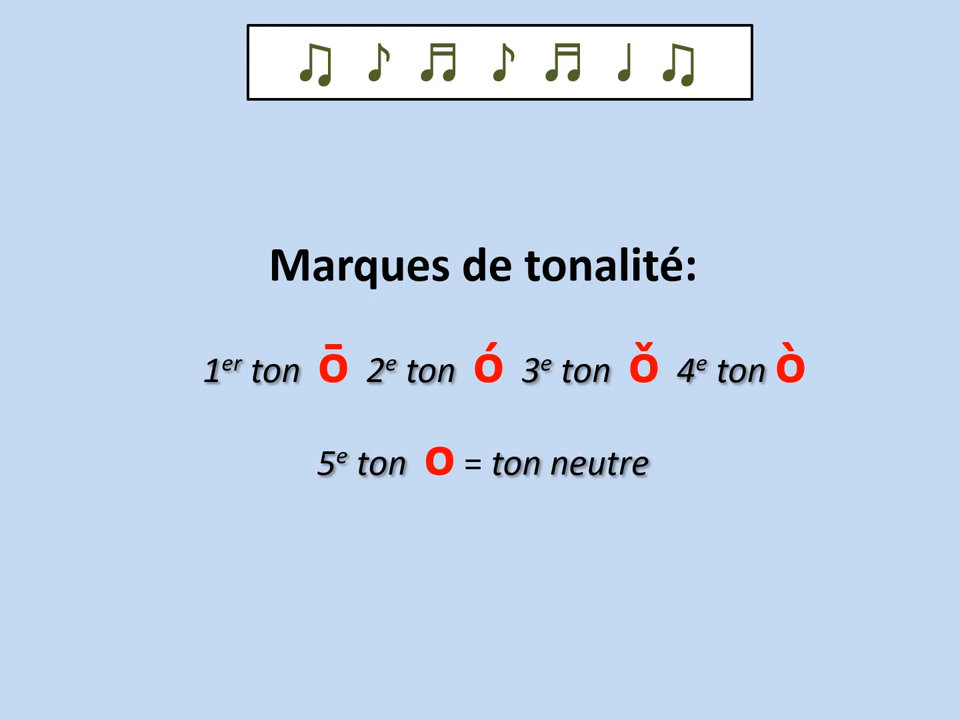 ♫ ♪ ♬ ♪ ♬ ♩ ♫
Marques de tonalité:
1er ton ō 2e ton ó 3e ton ǒ 4e ton ò
5e ton o = ton neutre